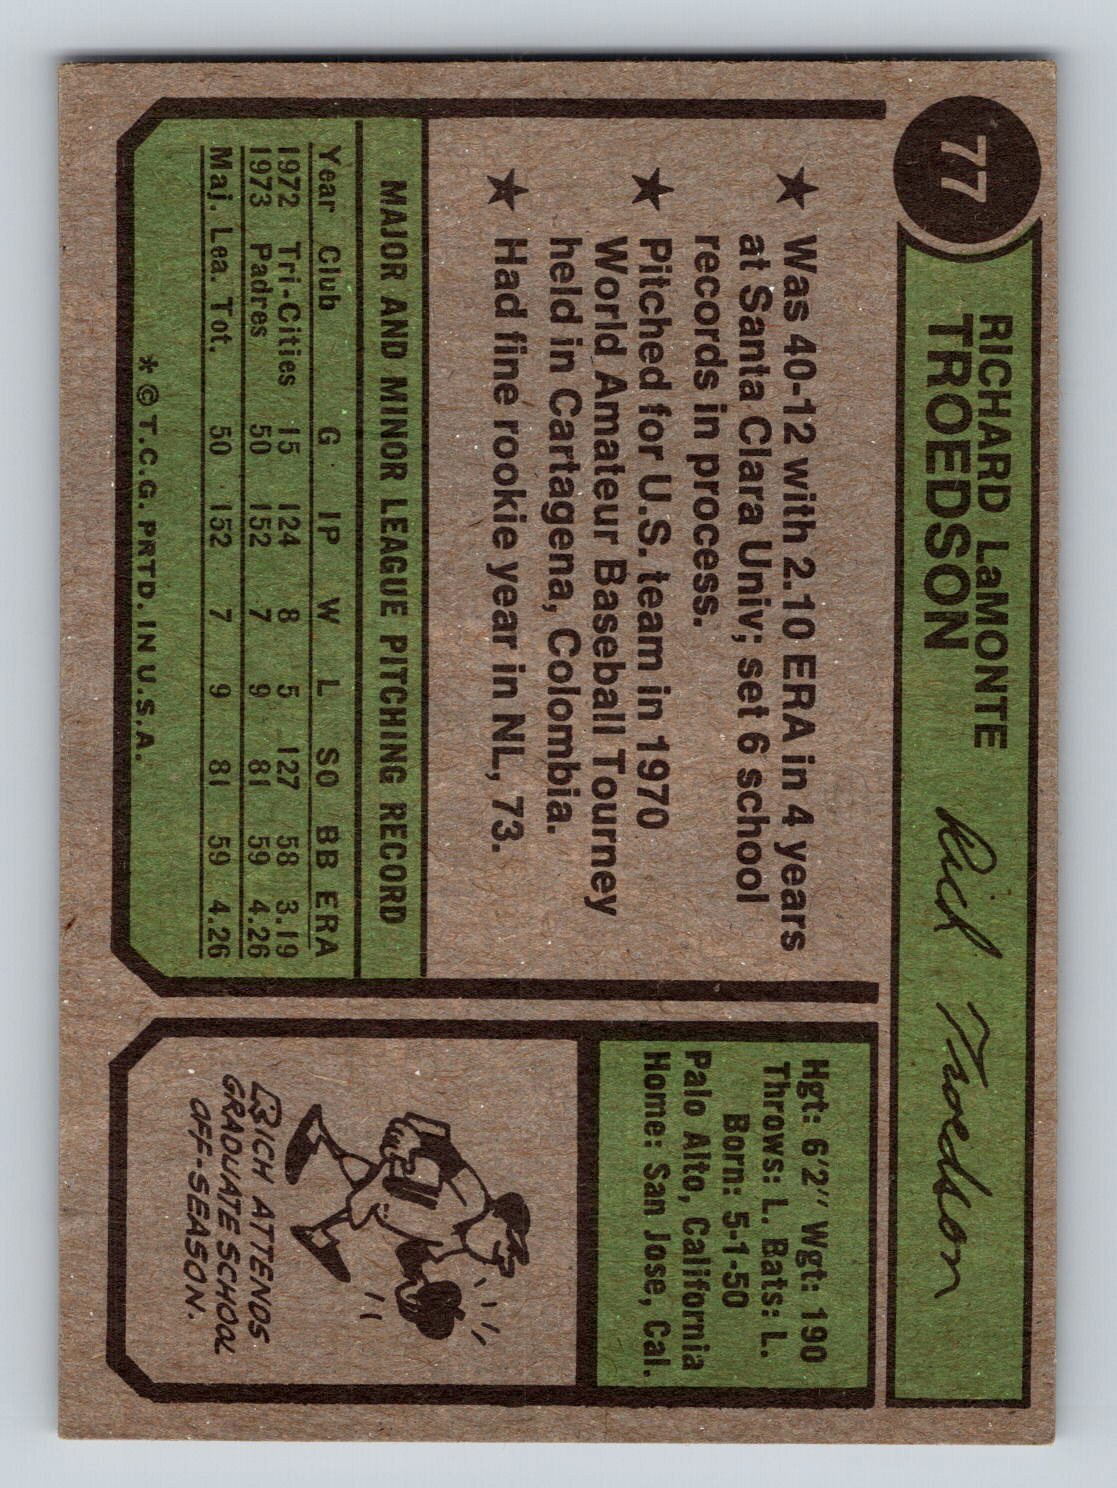 77
RICHARD LaMONTE
TROEDSON
Rich Troedson
★ Was 40-12 with 2.10 ERA in 4 years
at Santa Clara Univ; set 6 school
records in process.
★ Pitched for U.S. team in 1970
World Amateur Baseball Tourney
held in Cartagena, Colombia.
★ Had fine rookie year in NL, 73.
Hgt: 6'2" Wgt: 190
Throws: L. Bats: L.
Born: 5-1-50
Palo Alto, California
Home: San Jose, Cal.
MAJOR AND MINOR LEAGUE PITCHING RECORD
Year Club G IP W L SO BB ERA
1972 Tri-Cities 15 124 8 5 127 58 3.19
1973 Padres 50 152 7 9 81 59 4.26
Maj. Lea. Tot. 50 152 7 9 81 59 4.26
* © T.C.G. PRTD. IN U.S.A.
RICH ATTENDS
GRADUATE SCHOOL
OFF-SEASON.